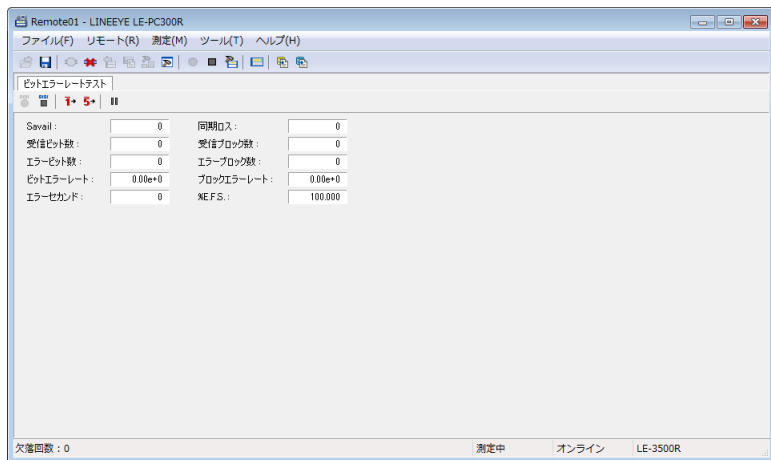 Remote01 - LINEEYE LE-PC300R
ファイル(F) リモート(R) 測定(M) ツール(T) ヘルプ(H)
ビットエラーレートテスト
1 5
Savail : 0 同期ロス : 0
受信ビット数 : 0 受信ブロック数 : 0
エラービット数 : 0 エラーブロック数 : 0
ビットエラーレート : 0.00e+0 ブロックエラーレート : 0.00e+0
エラーセカンド : 0 %E.F.S. : 100.000
欠落回数 : 0 測定中 オンライン LE-3500R